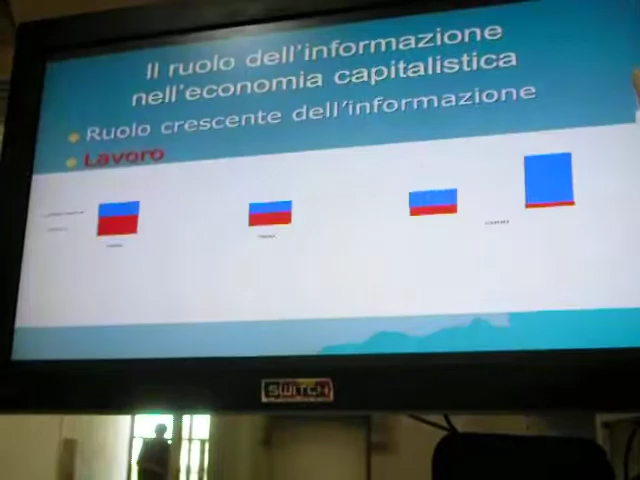 Il ruolo dell'informazione
nell'economia capitalistica
Ruolo crescente dell'informazione
Lavoro
SWITCH